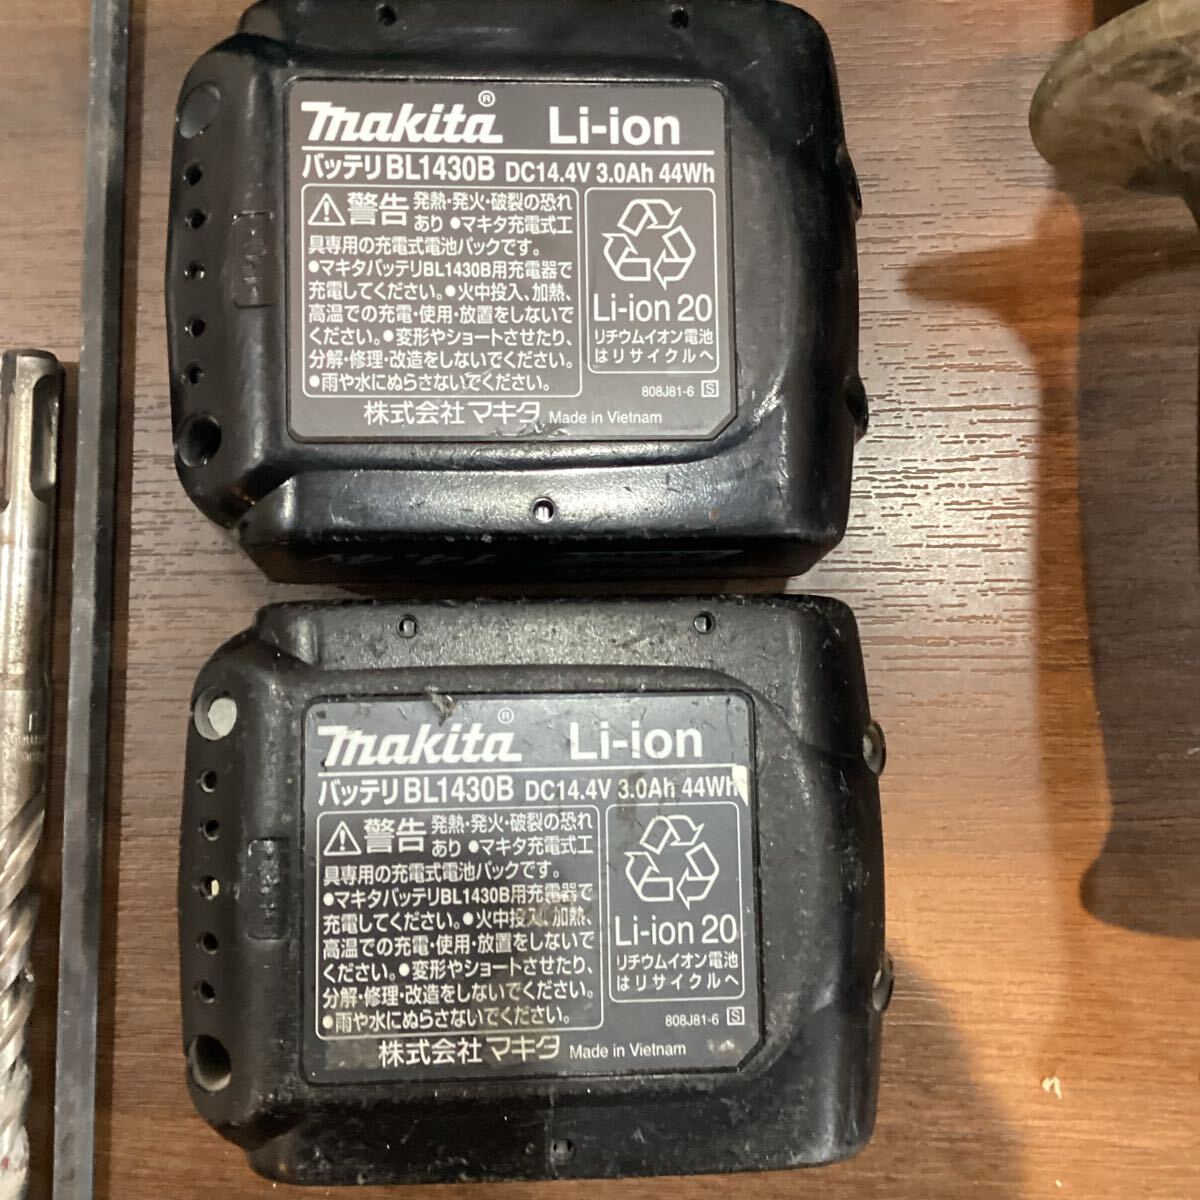 makita® Li-ion
バッテリ BL1430B DC14.4V 3.0Ah 44Wh
警告 発熱・発火・破裂の恐れ
あり ●マキタ充電式工
具専用の充電式電池パックです。
●マキタバッテリBL1430B用充電器で
充電してください。●火中投入、加熱、
高温での充電・使用・放置をしないで
ください。●変形やショートさせたり、
分解・修理・改造をしないでください。
●雨や水にぬらさないでください。
Li-ion 20
リチウムイオン電池
はリサイクルへ
808J81-6 S
株式会社マキタ Made in Vietnam
makita® Li-ion
バッテリ BL1430B DC14.4V 3.0Ah 44Wh
警告 発熱・発火・破裂の恐れ
あり ●マキタ充電式工
具専用の充電式電池パックです。
●マキタバッテリBL1430B用充電器で
充電してください。●火中投入、加熱、
高温での充電・使用・放置をしないで
ください。●変形やショートさせたり、
分解・修理・改造をしないでください。
●雨や水にぬらさないでください。
Li-ion 20
リチウムイオン電池
はリサイクルへ
808J81-6 S
株式会社マキタ Made in Vietnam